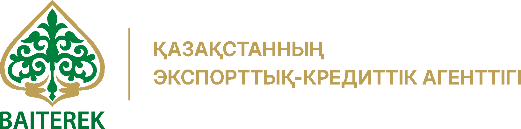 BAITEREK
ҚАЗАҚСТАННЫҢ
ЭКСПОРТТЫҚ-КРЕДИТТІК АГЕНТТІГІ